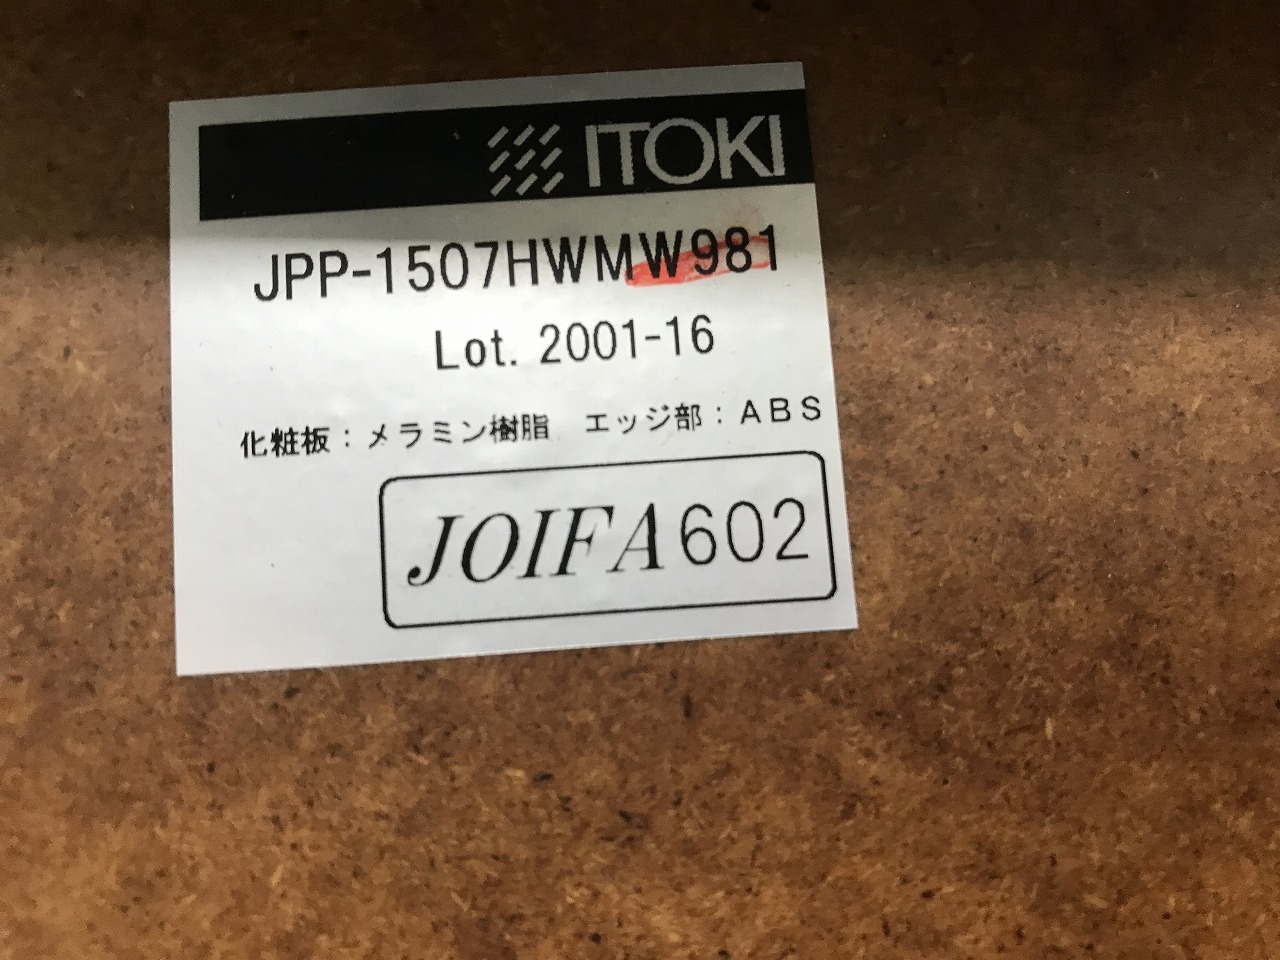 ITOKI
JPP-1507HWMW981
Lot. 2001-16
化粧板：メラミン樹脂　エッジ部：ABS
JOIFA602